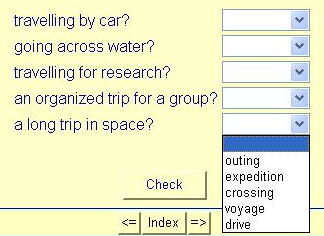 travelling by car?
going across water?
travelling for research?
an organized trip for a group?
a long trip in space?
outing
expedition
crossing
voyage
drive
Check
<= Index =>